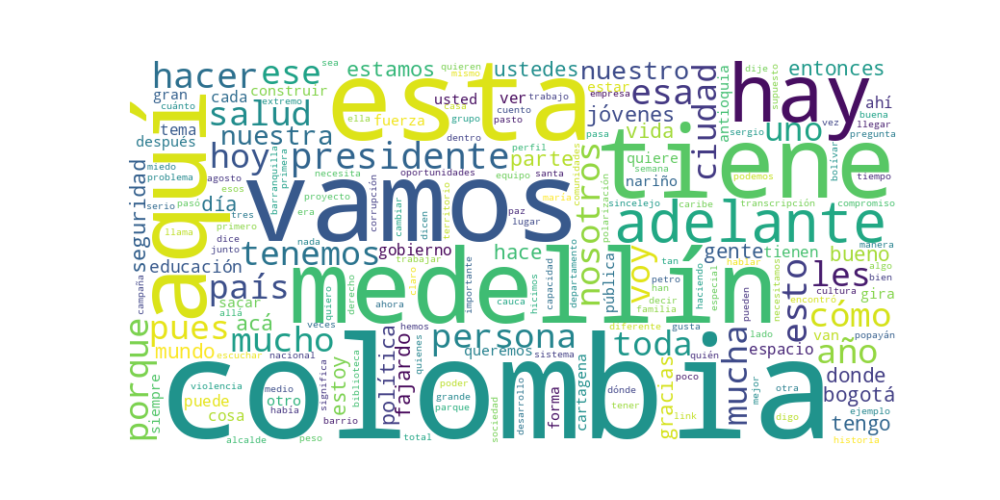 colombia
vamos
medellín
esta
tiene
hay
aquí
adelante
hacer
ese
estamos
ustedes
nuestro
esa
ciudad
entonces
sea
quieren
mismo
estar
empresa
dije
supuesto
antioquia
ahí
llegar
buena
pregunta
gran
cada
construir
cuánto
extremo
salud
ella
fuerza
casa
grupo
usted
ver
trabajo
cuento
pasto
jóvenes
pasa
vida
sergio
uno
vez
bolívar
tema
después
nuestra
dentro
miedo
problema
hoy
presidente
perfil
parte
equipo
santa
oportunidades
comunidades
nosotros
quiere
semana
nariño
podemos
tiempo
seguridad
agosto
esos
barranquilla
primera
necesita
proyecto
era
corrupción
cambiar
dicen
territorio
paz
lugar
maría
polarización
sincelejo
caribe
transcripción
compromiso
serio
pasó
día
tres
llama
primero
dice
junto
nada
tenemos
gobierno
trabajar
hace
voy
gente
tienen
bueno
manera
cultura
algo
bien
educación
país
campaña
sacar
allá
quiero
derecho
veces
ahora
claro
importante
cauca
hicimos
capacidad
departamento
pública
hablar
tan
petro
han
decir
familia
haciendo
especial
pueden
necesitamos
esto
les
encontró
gira
porque
pues
acá
mucho
hemos
persona
diferente
gusta
toda
quién
lado
van
cómo
popayán
mundo
siempre
escuchar
nacional
significa
biblioteca
estoy
política
quienes
fajardo
queremos
sistema
poco
mucha
espacio
mejor
año
donde
bogotá
violencia
puede
cosa
medio
otro
había
barrio
poder
grande
parque
sociedad
desarrollo
forma
cartagena
dónde
tener
gracias
link
otra
digo
ejemplo
tengo
historia
alcalde
peso
total